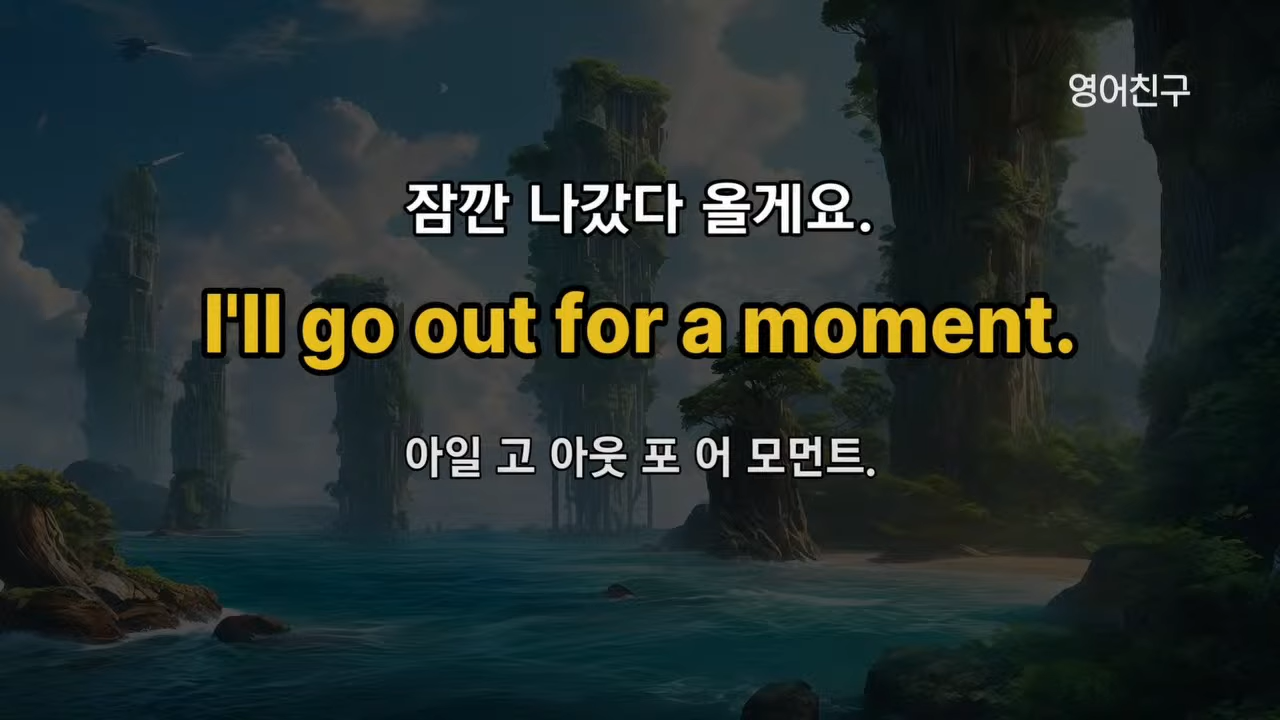 영어친구
잠깐 나갔다 올게요.
I'll go out for a moment.
아일 고 아웃 포 어 모먼트.